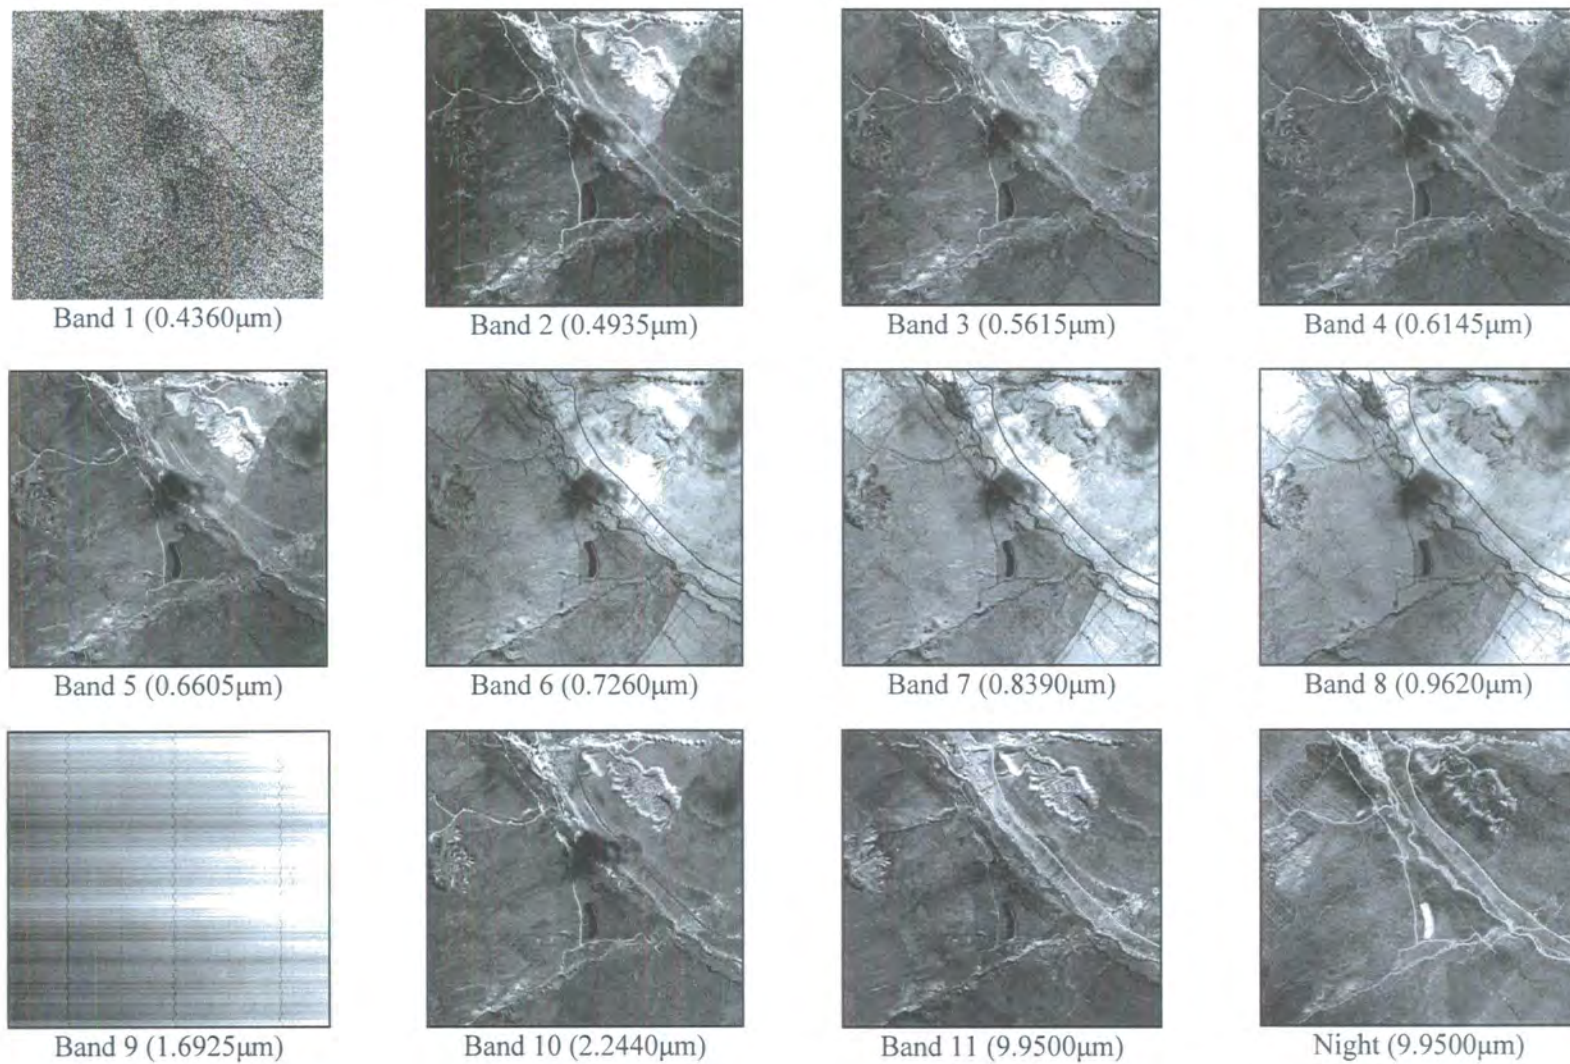 Band 1 (0.4360μm)
Band 2 (0.4935μm)
Band 3 (0.5615μm)
Band 4 (0.6145μm)
Band 5 (0.6605μm)
Band 6 (0.7260μm)
Band 7 (0.8390μm)
Band 8 (0.9620μm)
Band 9 (1.6925μm)
Band 10 (2.2440μm)
Band 11 (9.9500μm)
Night (9.9500μm)